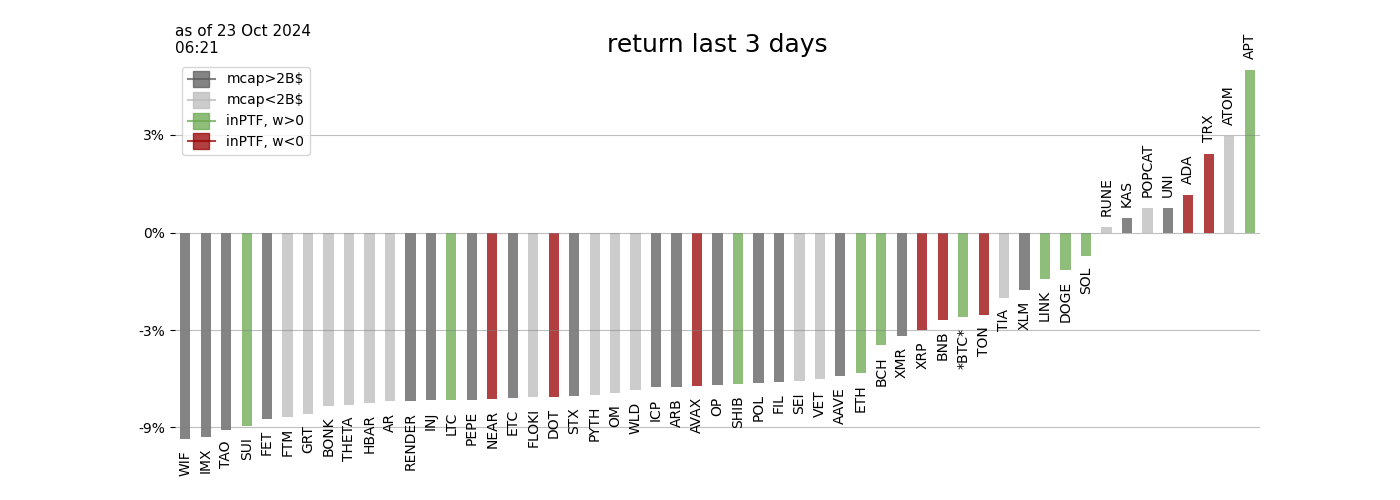 as of 23 Oct 2024
06:21
return last 3 days
mcap>2B$
mcap<2B$
inPTF, w>0
inPTF, w<0
3%
0%
-3%
-9%
WIF
IMX
TAO
SUI
FET
FTM
GRT
BONK
THETA
HBAR
AR
RENDER
INJ
LTC
PEPE
NEAR
ETC
FLOKI
DOT
STX
PYTH
OM
WLD
ICP
ARB
AVAX
OP
SHIB
POL
FIL
SEI
VET
AAVE
ETH
BCH
XMR
XRP
BNB
*BTC*
TON
TIA
XLM
LINK
DOGE
SOL
RUNE
KAS
POPCAT
UNI
ADA
TRX
ATOM
APT